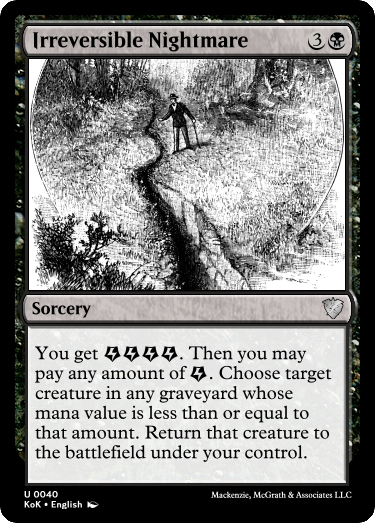 Irreversible Nightmare 3
Sorcery
You get. Then you may
pay any amount of. Choose target
creature in any graveyard whose
mana value is less than or equal to
that amount. Return that creature to
the battlefield under your control.
U 0040
KoK • English
Mackenzie, McGrath & Associates LLC